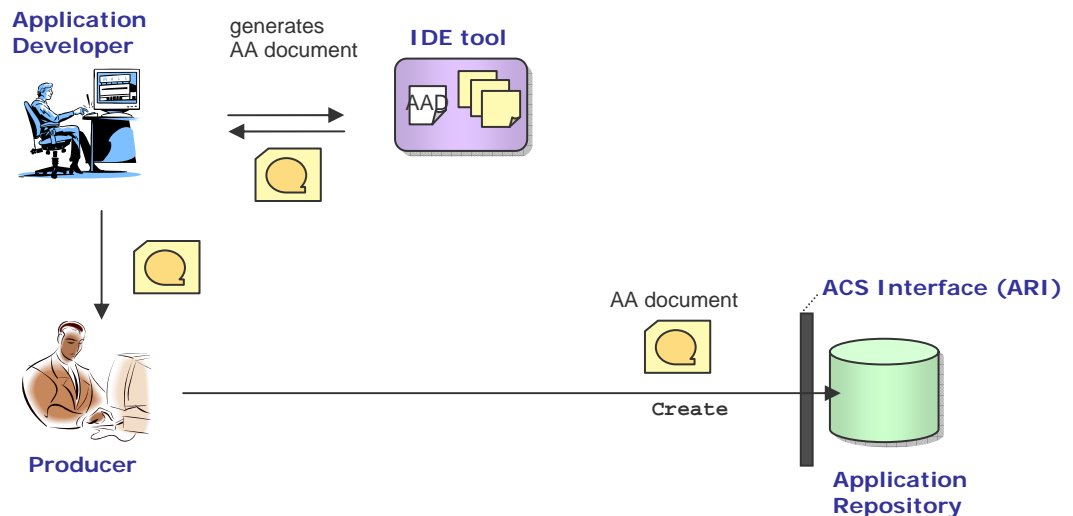 Application
Developer
generates
AA document
IDE tool
AAD
ACS Interface (ARI)
AA document
Create
Producer
Application
Repository